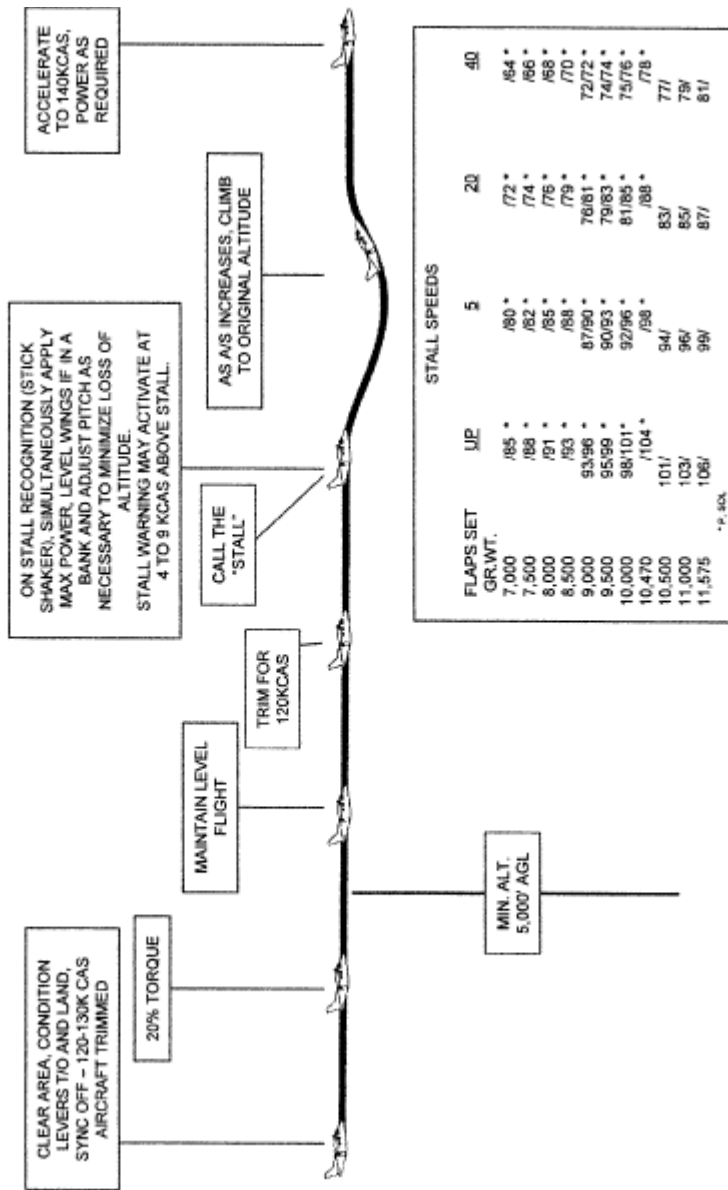 CLEAR AREA, CONDITION
LEVERS T/O AND LAND,
SYNC OFF – 120-130K CAS
AIRCRAFT TRIMMED
20% TORQUE
MAINTAIN LEVEL
FLIGHT
TRIM FOR
120KCAS
CALL THE
"STALL"
ON STALL RECOGNITION (STICK
SHAKER), SIMULTANEOUSLY APPLY
MAX POWER, LEVEL WINGS IF IN A
BANK AND ADJUST PITCH AS
NECESSARY TO MINIMIZE LOSS OF
ALTITUDE.
STALL WARNING MAY ACTIVATE AT
4 TO 9 KCAS ABOVE STALL.
AS A/S INCREASES, CLIMB
TO ORIGINAL ALTITUDE
ACCELERATE
TO 140KCAS,
POWER AS
REQUIRED
MIN. ALT.
5,000' AGL
STALL SPEEDS
FLAPS SET UP 5 20 40
GR.WT.
7,000 /85 * /80 * /72 * /64 *
7,500 /88 * /82 * /74 * /66 *
8,000 /91 * /85 * /76 * /68 *
8,500 /93 * /88 * /79 * /70 *
9,000 93/96 * 87/90 * 76/81 * 72/72 *
9,500 95/99 * 90/93 * 79/83 * 74/74 *
10,000 98/101 * 92/96 * 81/85 * 75/76 *
10,470 /104 * /98 * /88 * /78 *
10,500 101/ 94/ 83/ 77/
11,000 103/ 96/ 85/ 79/
11,575 106/ 99/ 87/ 81/